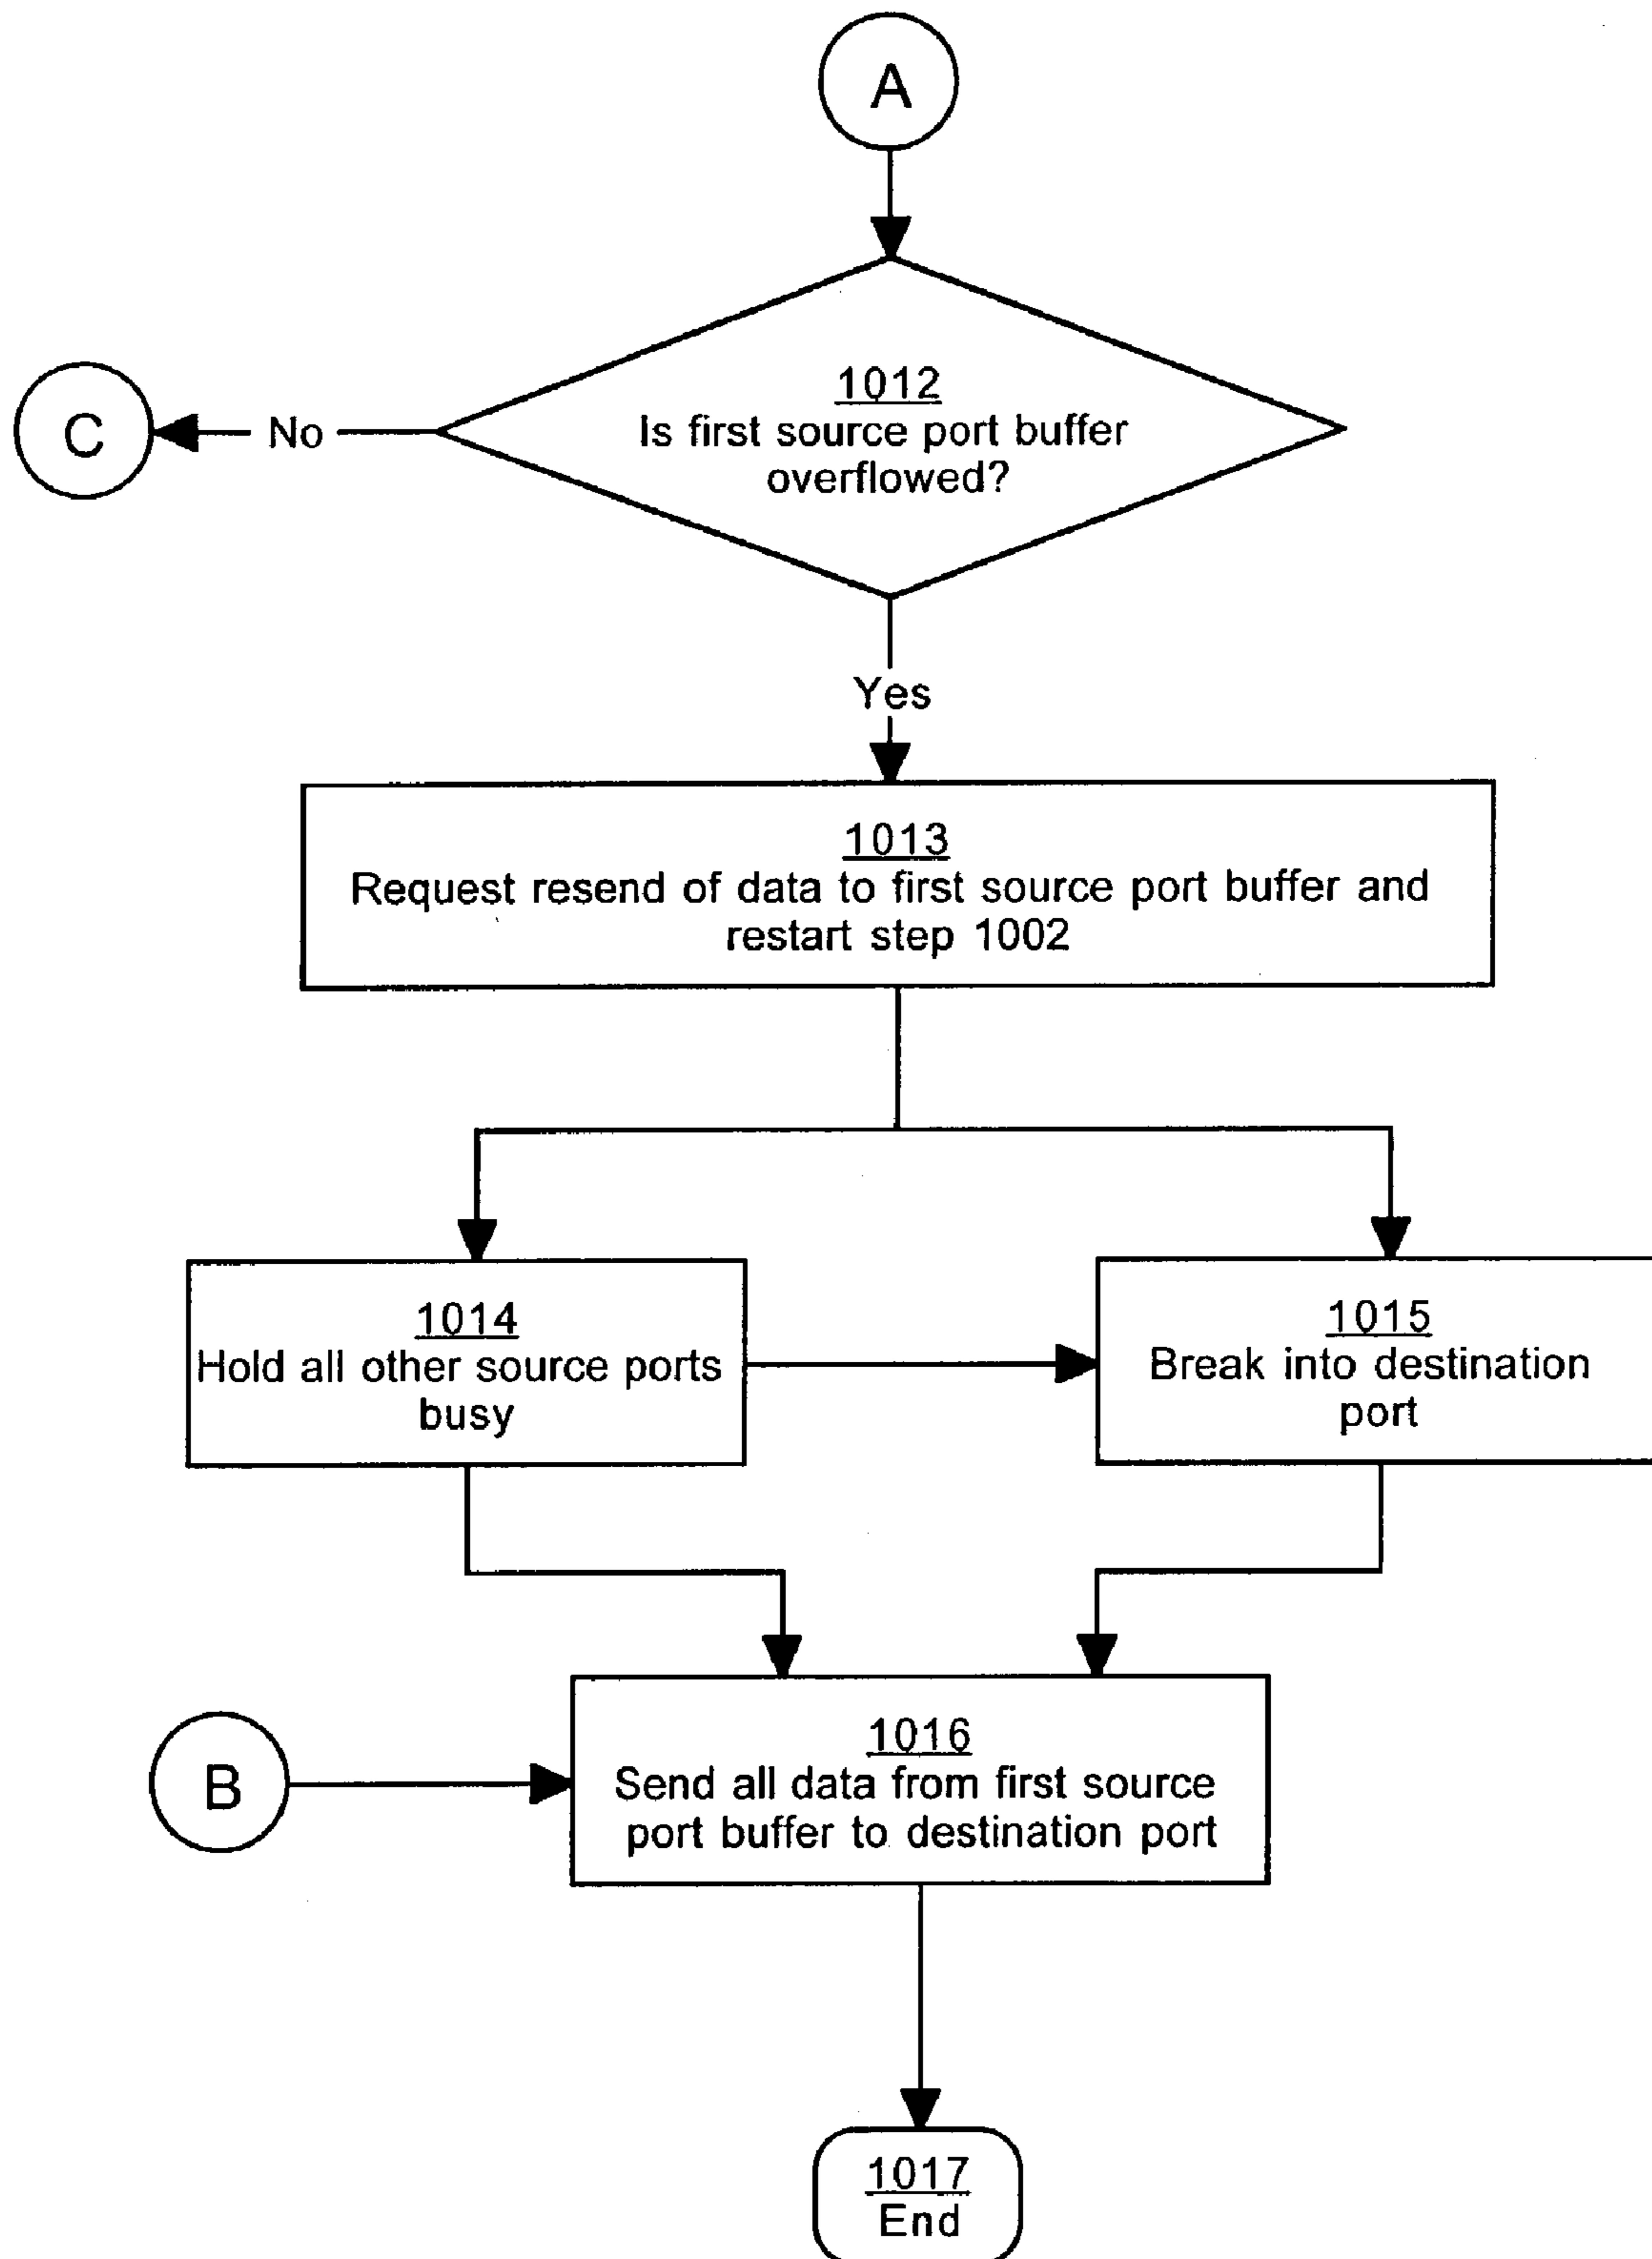 A
1012
Is first source port buffer
overflowed?
C
No
Yes
1013
Request resend of data to first source port buffer and
restart step 1002
1014
Hold all other source ports
busy
1015
Break into destination
port
B
1016
Send all data from first source
port buffer to destination port
1017
End